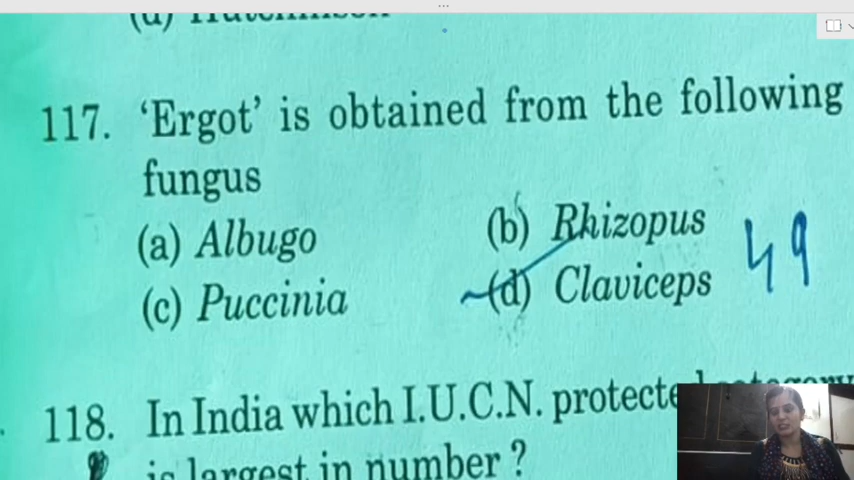 117. 'Ergot' is obtained from the following
fungus
(a) Albugo
(b) Rhizopus
(c) Puccinia
(d) Claviceps
49
118. In India which I.U.C.N.
is largest in number ?